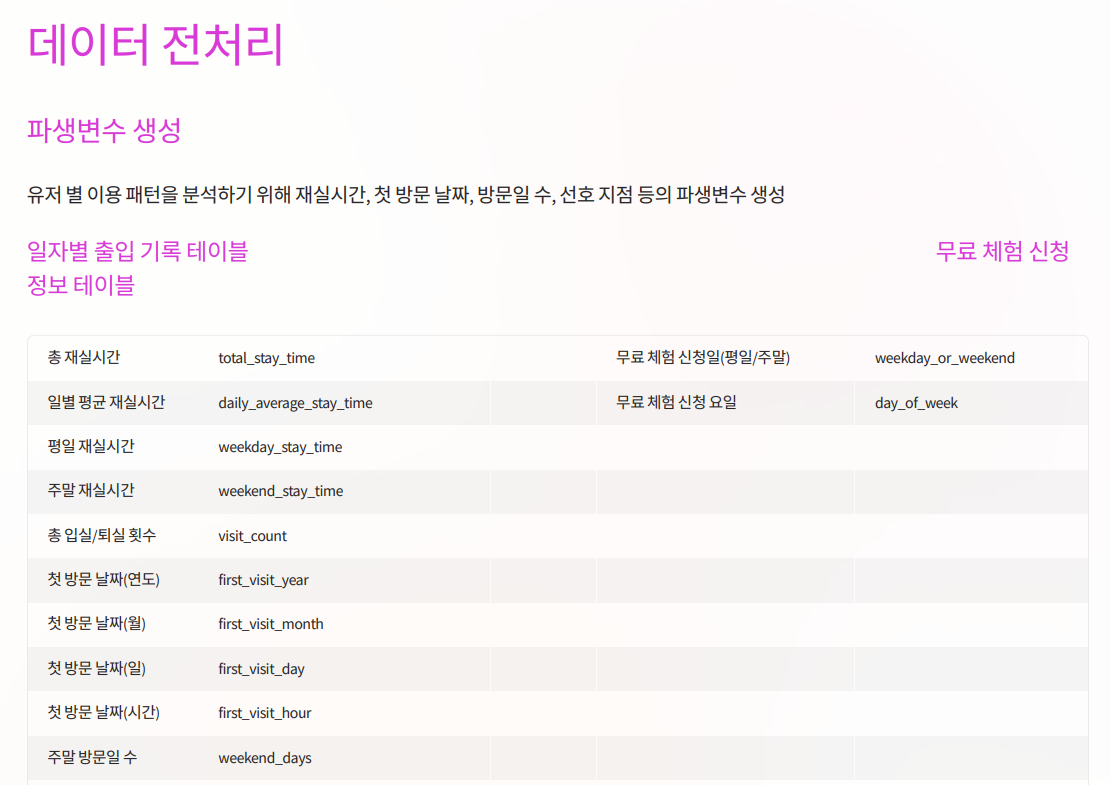 데이터 전처리
파생변수 생성
유저 별 이용 패턴을 분석하기 위해 재실시간, 첫 방문 날짜, 방문일 수, 선호 지점 등의 파생변수 생성
일자별 출입 기록 테이블 무료 체험 신청
정보 테이블
총 재실시간 total_stay_time 무료 체험 신청일(평일/주말) weekday_or_weekend
일별 평균 재실시간 daily_average_stay_time 무료 체험 신청 요일 day_of_week
평일 재실시간 weekday_stay_time
주말 재실시간 weekend_stay_time
총 입실/퇴실 횟수 visit_count
첫 방문 날짜(연도) first_visit_year
첫 방문 날짜(월) first_visit_month
첫 방문 날짜(일) first_visit_day
첫 방문 날짜(시간) first_visit_hour
주말 방문일 수 weekend_days